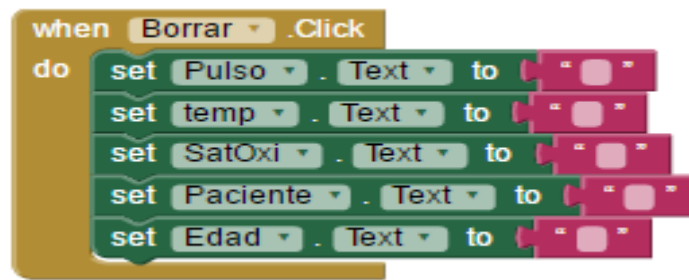 when Borrar .Click
do set Pulso . Text to “ ”
set temp . Text to “ ”
set SatOxi . Text to “ ”
set Paciente . Text to “ ”
set Edad . Text to “ ”